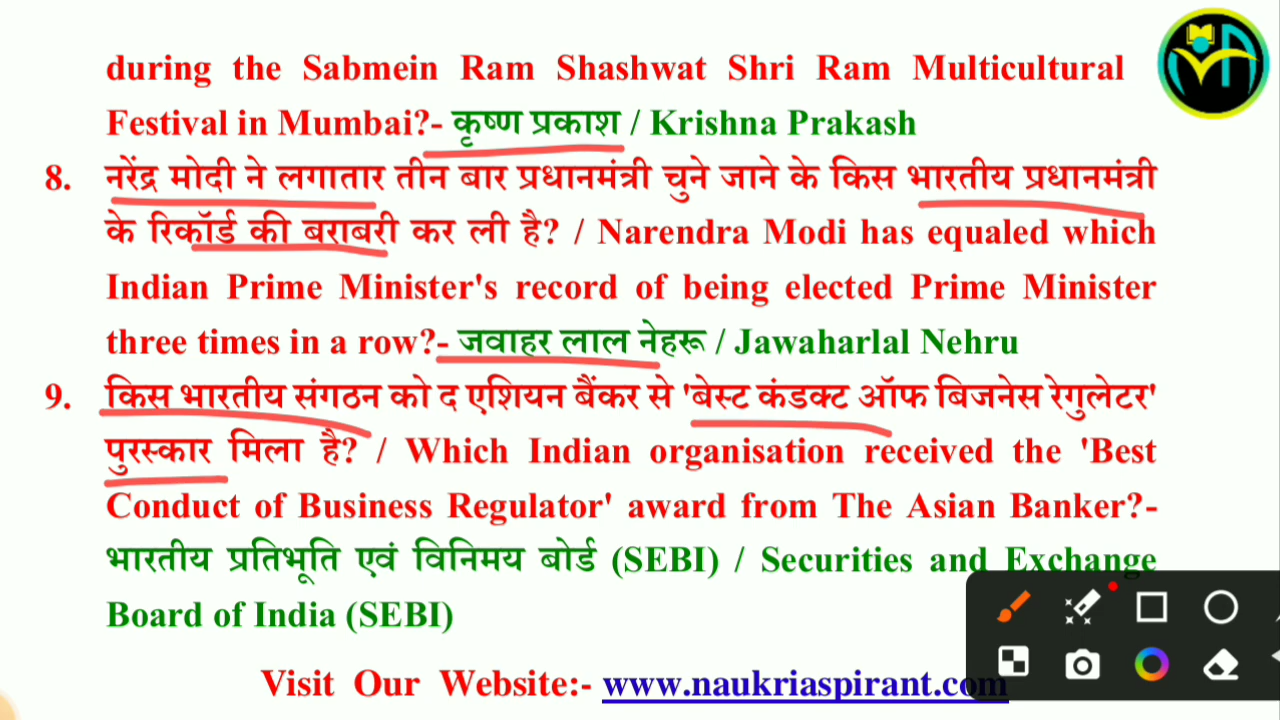 during the Sabmein Ram Shashwat Shri Ram Multicultural
Festival in Mumbai?- कृष्ण प्रकाश / Krishna Prakash
8. नरेंद्र मोदी ने लगातार तीन बार प्रधानमंत्री चुने जाने के किस भारतीय प्रधानमंत्री
के रिकॉर्ड की बराबरी कर ली है? / Narendra Modi has equaled which
Indian Prime Minister's record of being elected Prime Minister
three times in a row?- जवाहर लाल नेहरू / Jawaharlal Nehru
9. किस भारतीय संगठन को द एशियन बैंकर से 'बेस्ट कंडक्ट ऑफ बिजनेस रेगुलेटर'
पुरस्कार मिला है? / Which Indian organisation received the 'Best
Conduct of Business Regulator' award from The Asian Banker?-
भारतीय प्रतिभूति एवं विनिमय बोर्ड (SEBI) / Securities and Exchange
Board of India (SEBI)
Visit Our Website:- www.naukriaspirant.com